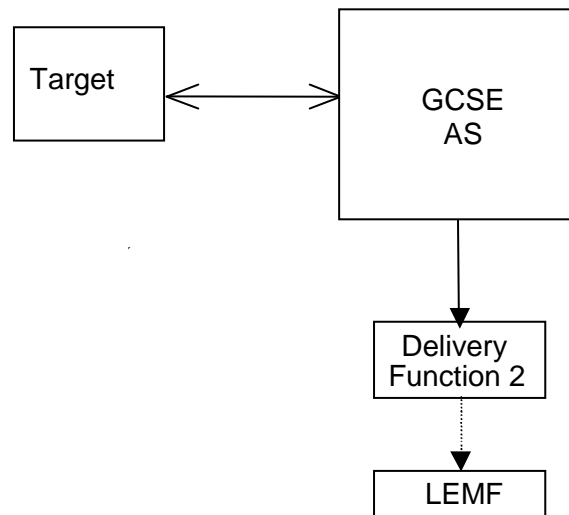 Target
GCSE
AS
Delivery
Function 2
LEMF